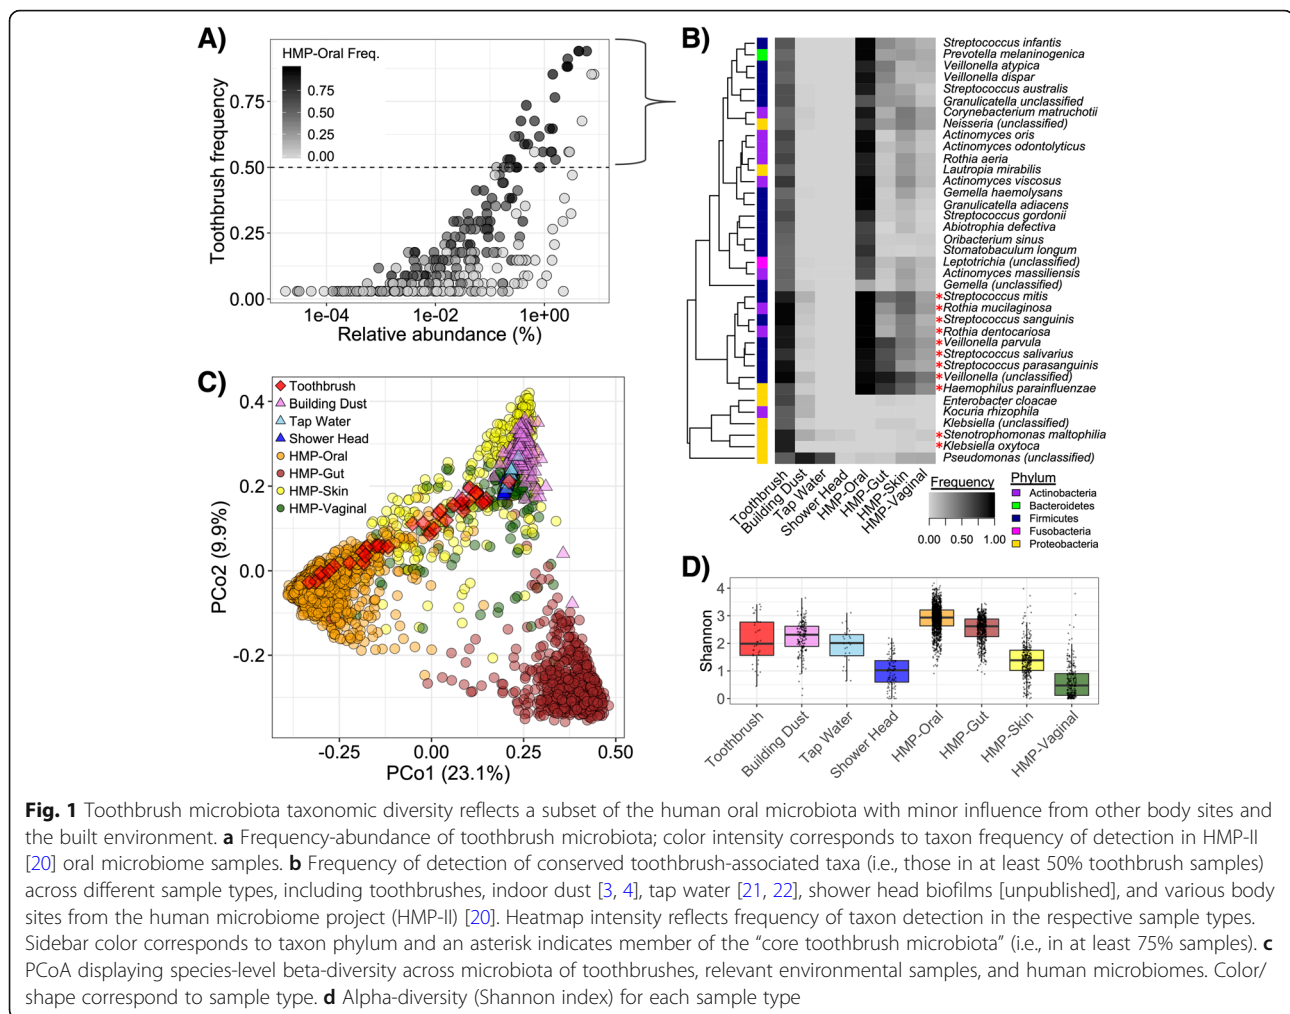 A)
HMP-Oral Freq.
0.75
0.50
0.25
0.00
Toothbrush frequency
0.75
0.50
0.25
0.00
1e-04
1e-02
1e+00
Relative abundance (%)
B)
Streptococcus infantis
Prevotella melaninogenica
Veillonella atypica
Veillonella dispar
Streptococcus australis
Granulicatella unclassified
Corynebacterium matruchotii
Neisseria (unclassified)
Actinomyces oris
Actinomyces odontolyticus
Rothia aeria
Lautropia mirabilis
Actinomyces viscosus
Gemella haemolysans
Granulicatella adiacens
Streptococcus gordonii
Abiotrophia defectiva
Oribacterium sinus
Stomatobaculum longum
Leptotrichia (unclassified)
Actinomyces massiliensis
Gemella (unclassified)
*Streptococcus mitis
*Rothia mucilaginosa
*Streptococcus sanguinis
*Rothia dentocariosa
*Veillonella parvula
*Streptococcus salivarius
*Streptococcus parasanguinis
*Veillonella (unclassified)
*Haemophilus parainfluenzae
Enterobacter cloacae
Kocuria rhizophila
Klebsiella (unclassified)
*Stenotrophomonas maltophilia
*Klebsiella oxytoca
Pseudomonas (unclassified)
Toothbrush
Building Dust
Tap Water
Shower Head
HMP-Oral
HMP-Gut
HMP-Skin
HMP-Vaginal
Frequency
0.00 0.50 1.00
Phylum
Actinobacteria
Bacteroidetes
Firmicutes
Fusobacteria
Proteobacteria
C)
Toothbrush
Building Dust
Tap Water
Shower Head
HMP-Oral
HMP-Gut
HMP-Skin
HMP-Vaginal
PCo2 (9.9%)
0.4
0.2
0.0
-0.2
-0.25
0.00
0.25
0.50
PCo1 (23.1%)
D)
Shannon
4
3
2
1
0
Toothbrush
Building Dust
Tap Water
Shower Head
HMP-Oral
HMP-Gut
HMP-Skin
HMP-Vaginal
Fig. 1 Toothbrush microbiota taxonomic diversity reflects a subset of the human oral microbiota with minor influence from other body sites and
the built environment. a Frequency-abundance of toothbrush microbiota; color intensity corresponds to taxon frequency of detection in HMP-II
[20] oral microbiome samples. b Frequency of detection of conserved toothbrush-associated taxa (i.e., those in at least 50% toothbrush samples)
across different sample types, including toothbrushes, indoor dust [3, 4], tap water [21, 22], shower head biofilms [unpublished], and various body
sites from the human microbiome project (HMP-II) [20]. Heatmap intensity reflects frequency of taxon detection in the respective sample types.
Sidebar color corresponds to taxon phylum and an asterisk indicates member of the “core toothbrush microbiota” (i.e., in at least 75% samples). c
PCoA displaying species-level beta-diversity across microbiota of toothbrushes, relevant environmental samples, and human microbiomes. Color/
shape correspond to sample type. d Alpha-diversity (Shannon index) for each sample type